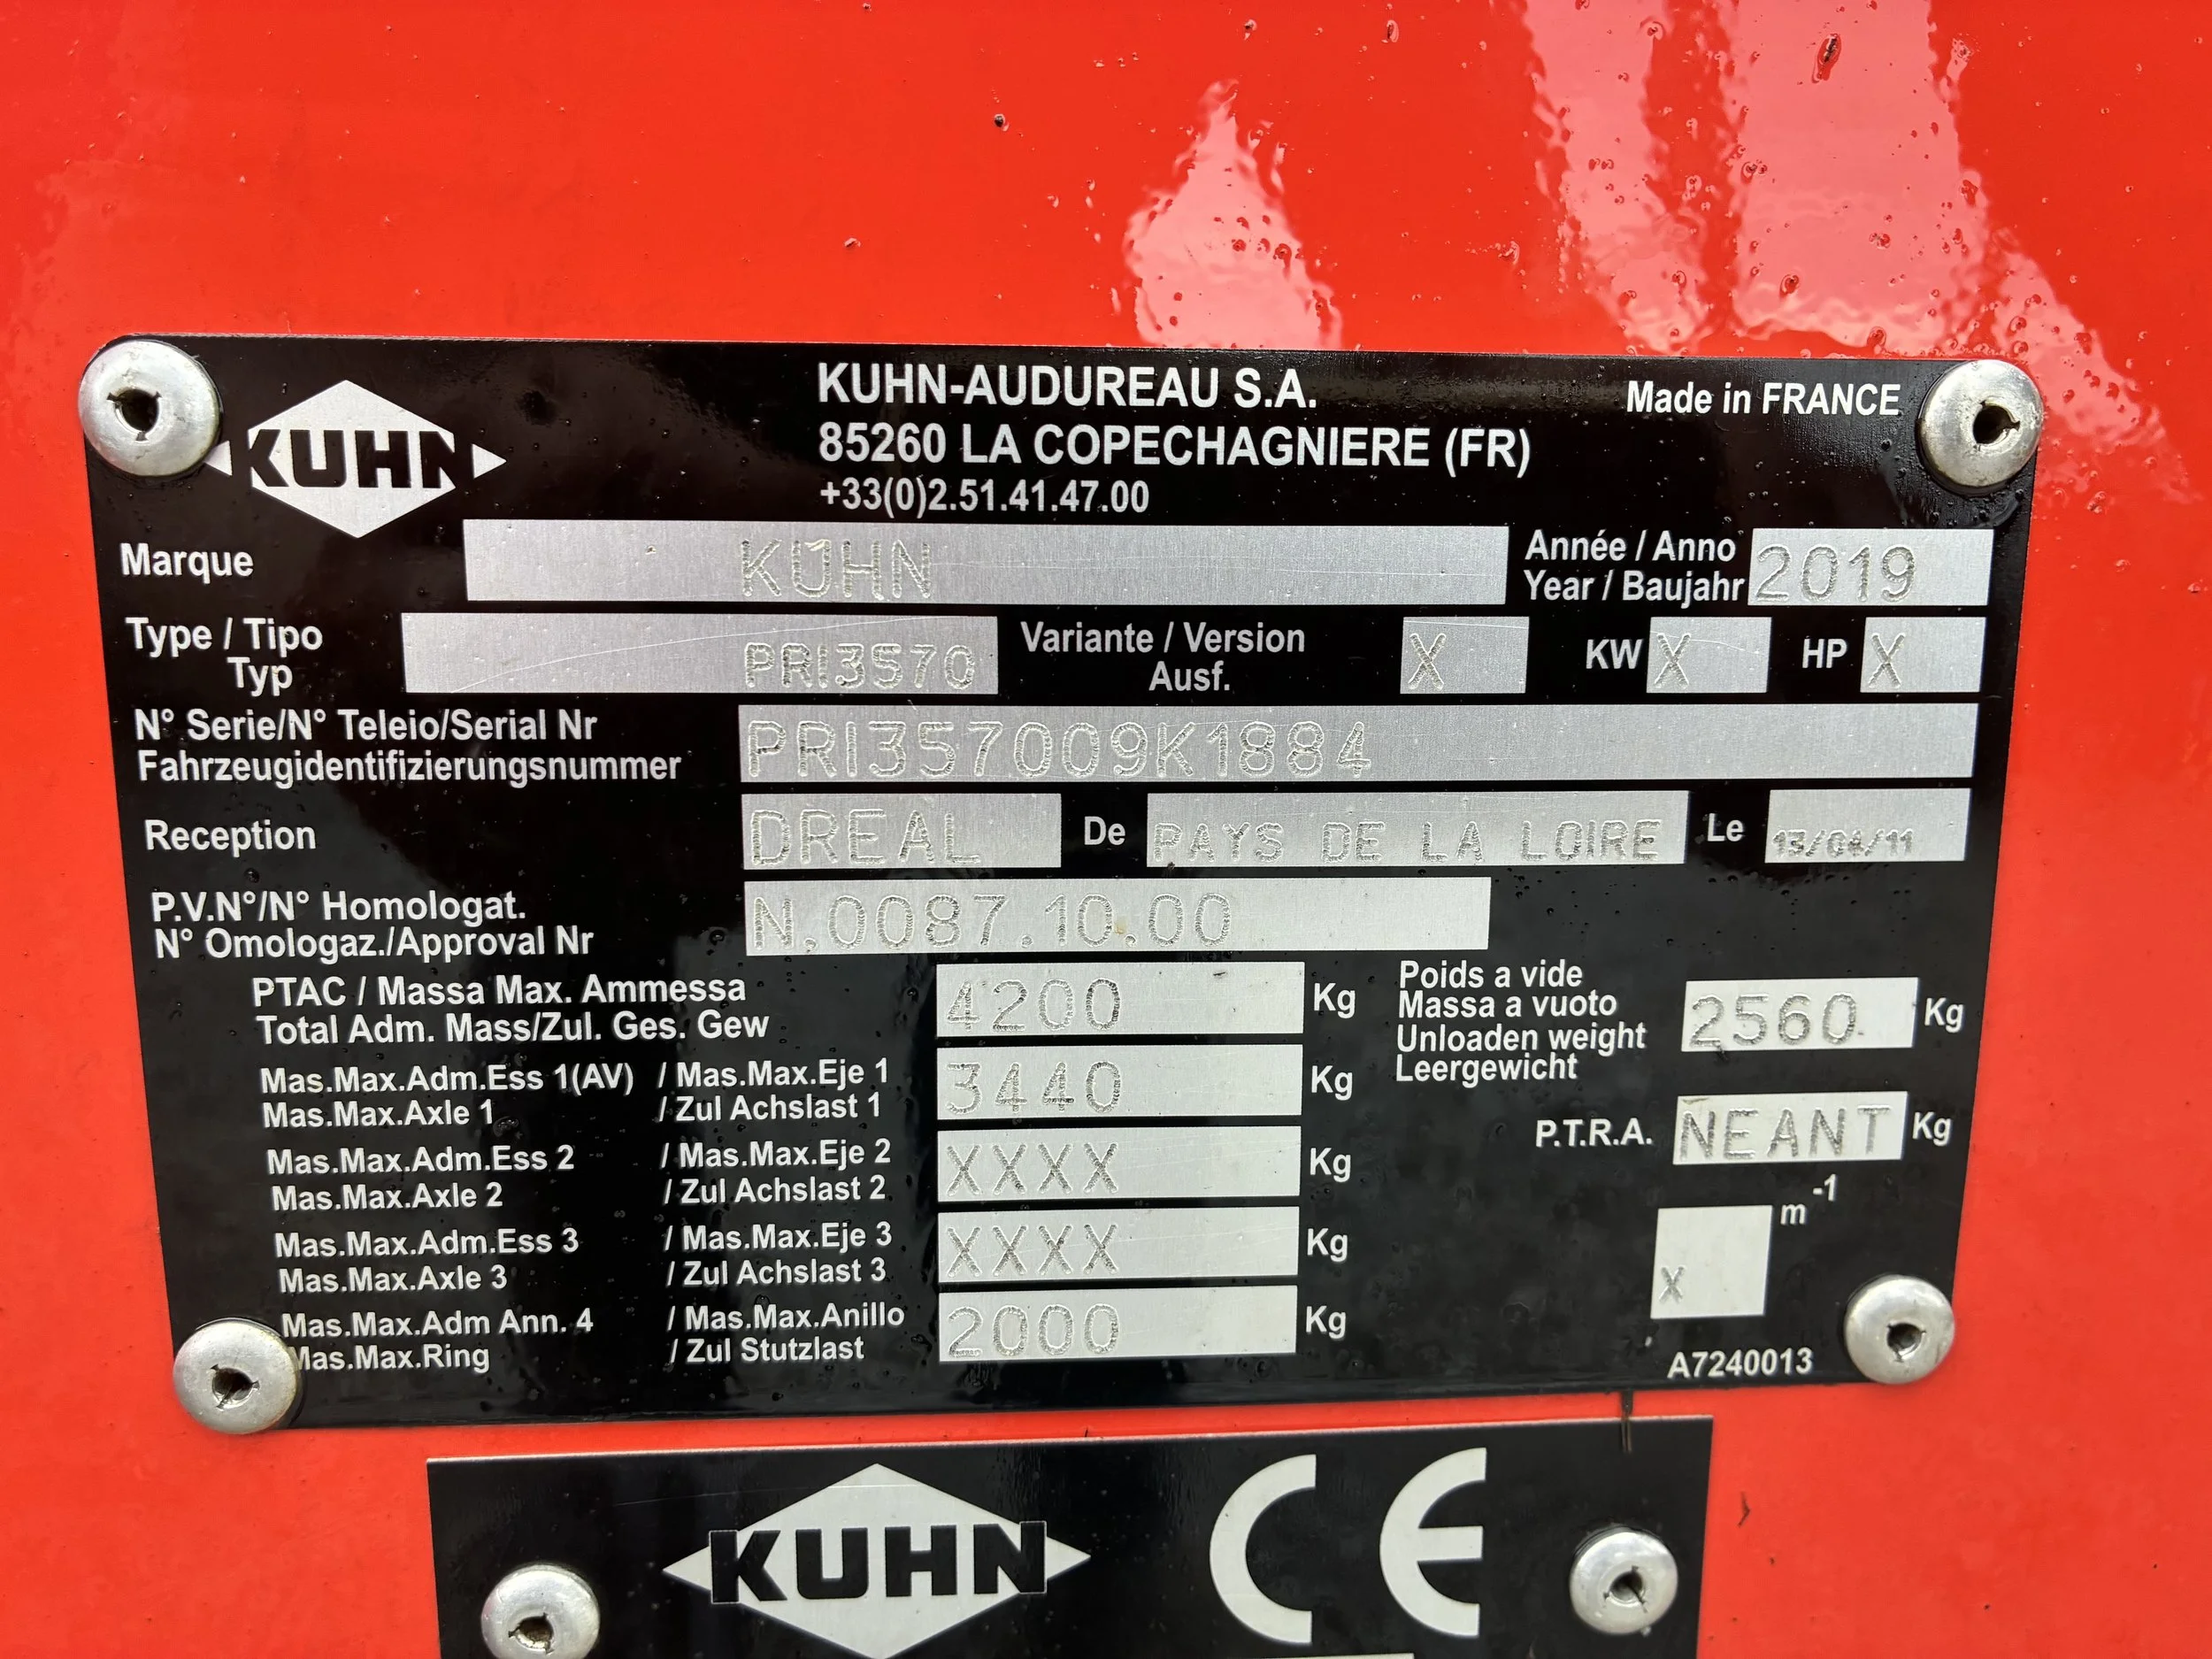 KUHN
KUHN-AUDUREAU S.A.
85260 LA COPECHAGNIERE (FR)
+33(0)2.51.41.47.00
Made in FRANCE
Marque KUHN
Année / Anno
Year / Baujahr 2019
Type / Tipo
Typ PRI3570
Variante / Version
Ausf. X
KW X HP X
N° Serie/N° Teleio/Serial Nr
Fahrzeugidentifizierungsnummer PRI357009K1884
Reception DREAL De PAYS DE LA LOIRE Le 13/04/11
P.V.N°/N° Homologat.
N° Omologaz./Approval Nr N.0087.10.00
PTAC / Massa Max. Ammessa
Total Adm. Mass/Zul. Ges. Gew 4200 Kg
Poids a vide
Massa a vuoto
Unloaden weight
Leergewicht 2560 Kg
Mas.Max.Adm.Ess 1(AV) / Mas.Max.Eje 1
Mas.Max.Axle 1 / Zul Achslast 1 3440 Kg
P.T.R.A. NEANT Kg
Mas.Max.Adm.Ess 2 / Mas.Max.Eje 2
Mas.Max.Axle 2 / Zul Achslast 2 XXXX Kg
Mas.Max.Adm.Ess 3 / Mas.Max.Eje 3
Mas.Max.Axle 3 / Zul Achslast 3 XXXX Kg
X m-1
Mas.Max.Adm Ann. 4 / Mas.Max.Anillo
Mas.Max.Ring / Zul Stutzlast 2000 Kg
A7240013
KUHN CE